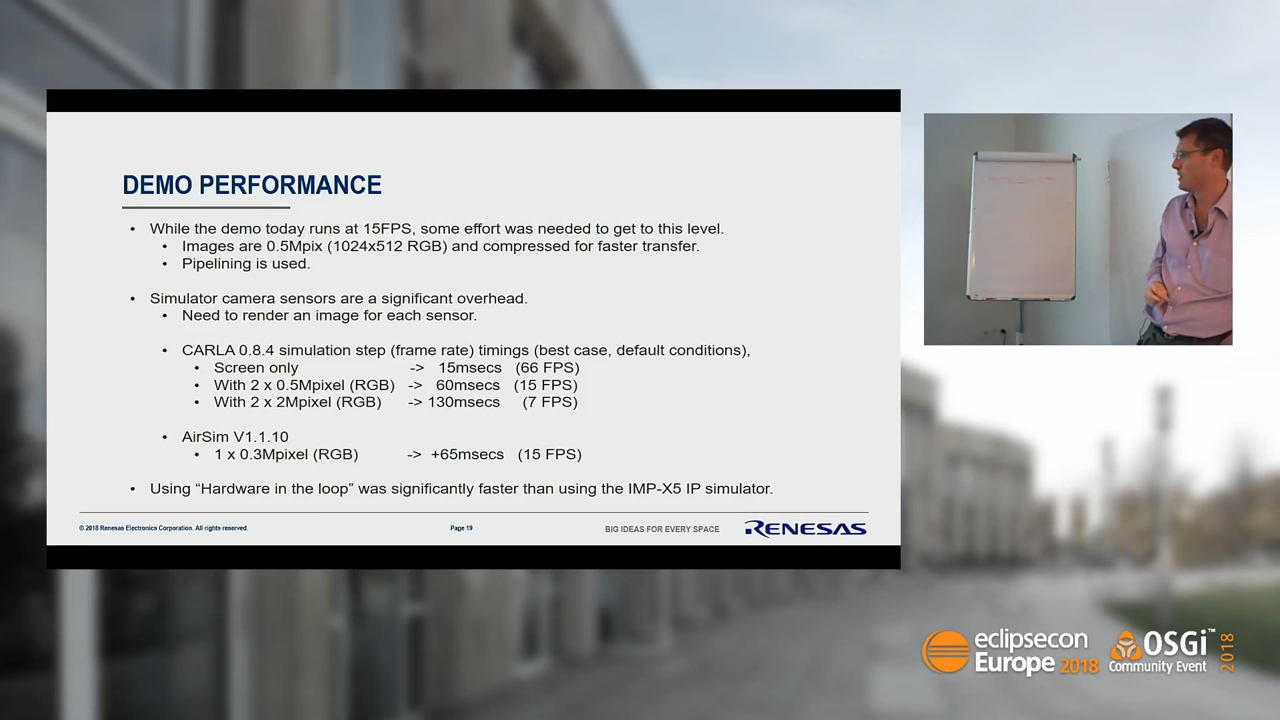 DEMO PERFORMANCE
• While the demo today runs at 15FPS, some effort was needed to get to this level.
• Images are 0.5Mpix (1024x512 RGB) and compressed for faster transfer.
• Pipelining is used.
• Simulator camera sensors are a significant overhead.
• Need to render an image for each sensor.
• CARLA 0.8.4 simulation step (frame rate) timings (best case, default conditions),
• Screen only -> 15msecs (66 FPS)
• With 2 x 0.5Mpixel (RGB) -> 60msecs (15 FPS)
• With 2 x 2Mpixel (RGB) -> 130msecs (7 FPS)
• AirSim V1.1.10
• 1 x 0.3Mpixel (RGB) -> +65msecs (15 FPS)
• Using “Hardware in the loop” was significantly faster than using the IMP-X5 IP simulator.
© 2018 Renesas Electronics Corporation. All rights reserved. Page 19 BIG IDEAS FOR EVERY SPACE RENESAS
eclipsecon
Europe 2018
OSGi™
Community Event
2018